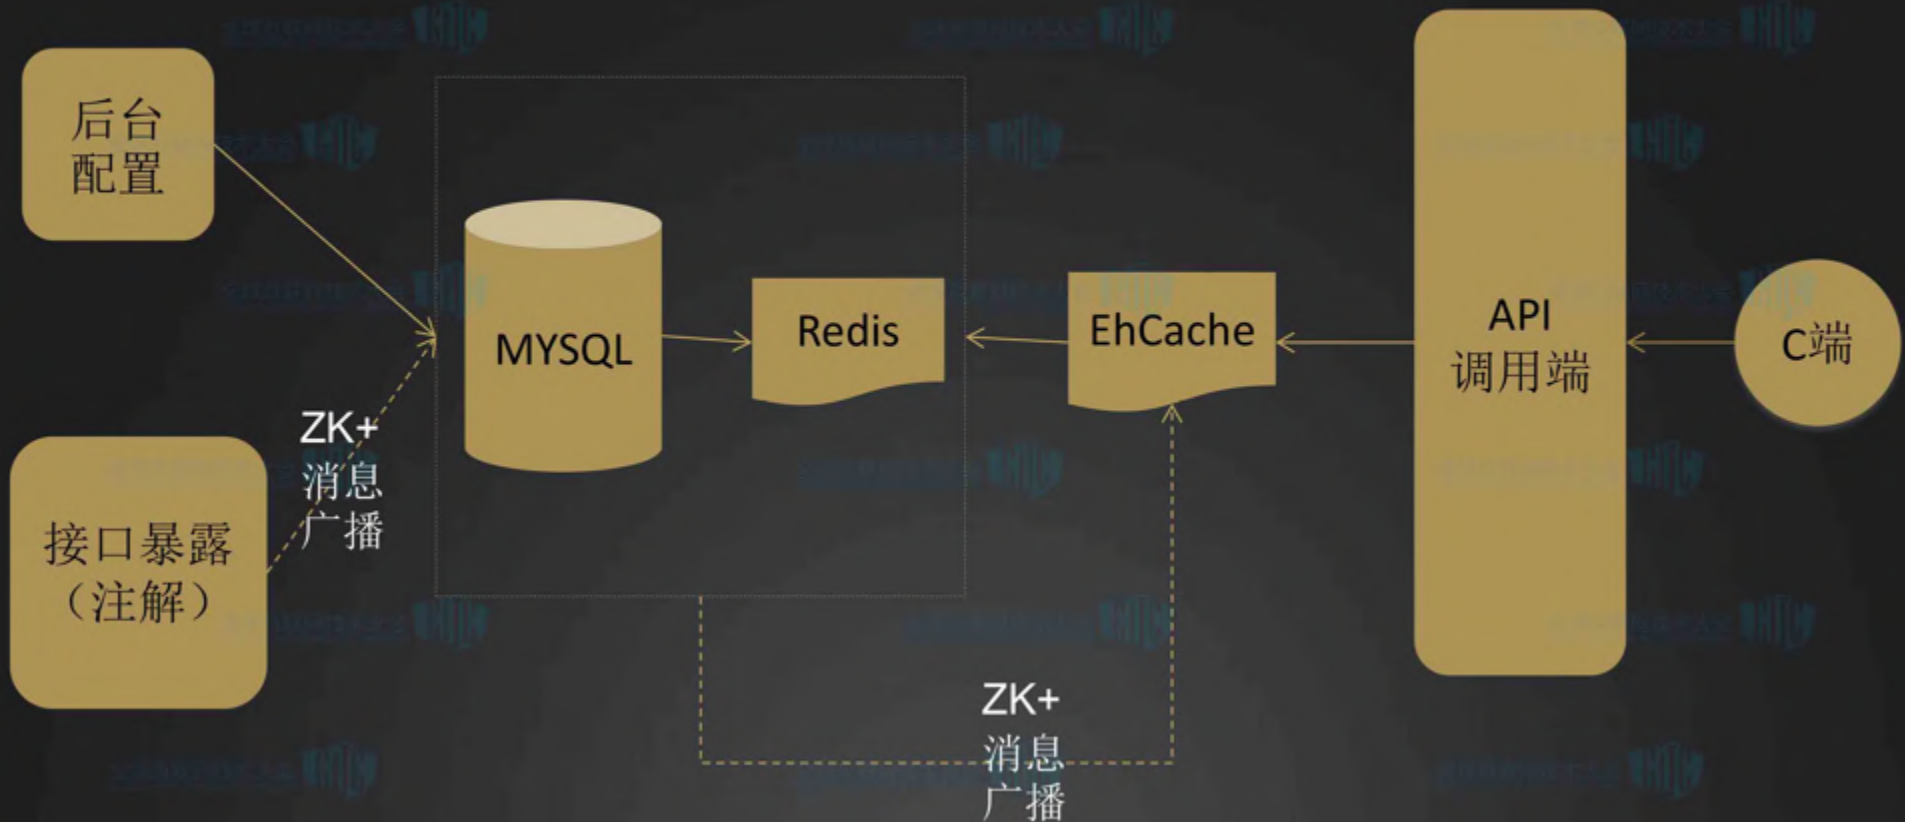 后台
配置
接口暴露
（注解）
ZK+
消息
广播
MYSQL
Redis
EhCache
API
调用端
C端
ZK+
消息
广播